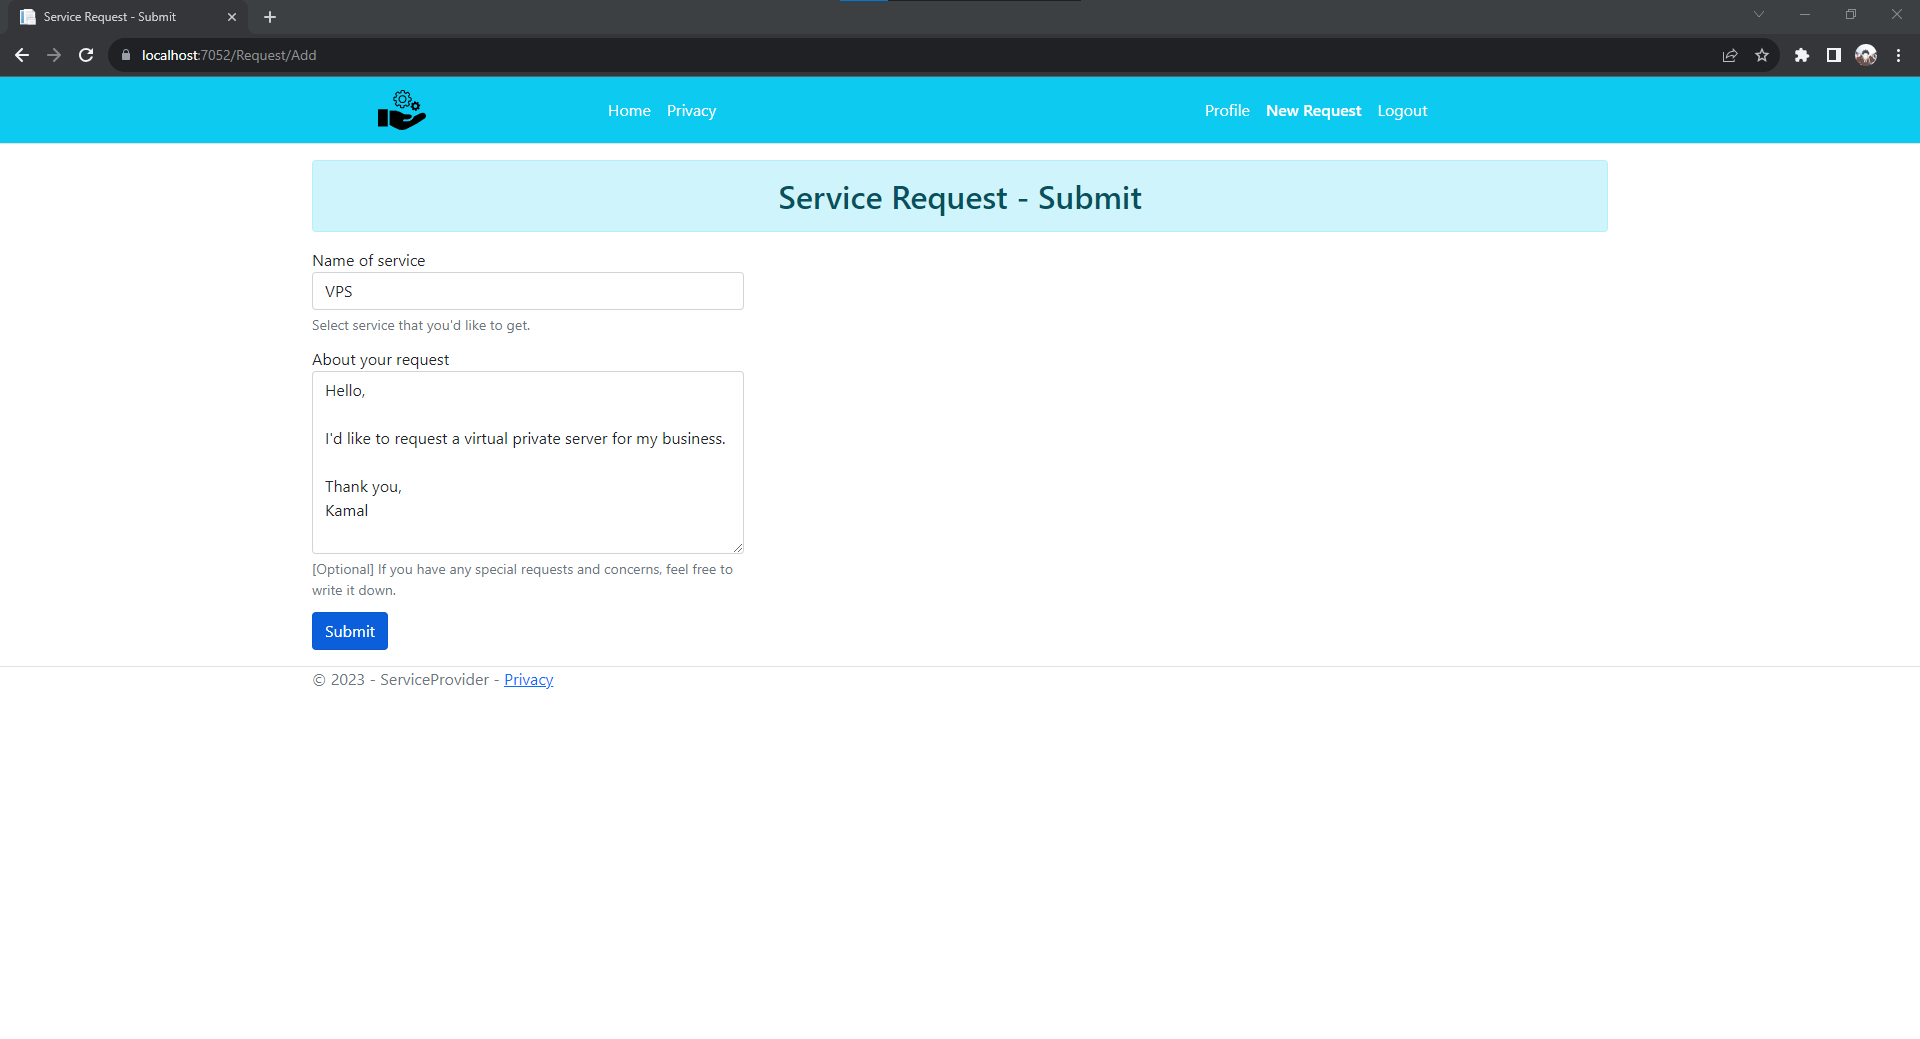 Service Request - Submit
localhost:7052/Request/Add
Home Privacy Profile New Request Logout
Service Request - Submit
Name of service
VPS
Select service that you'd like to get.
About your request
Hello,
I'd like to request a virtual private server for my business.
Thank you,
Kamal
[Optional] If you have any special requests and concerns, feel free to
write it down.
Submit
© 2023 - ServiceProvider - Privacy